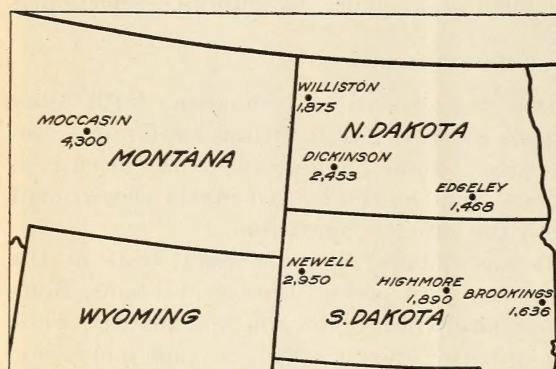 WILLISTON
1,875
MOCCASIN
4,300
N. DAKOTA
MONTANA
DICKINSON
2,453
EDGELEY
1,468
NEWELL
2,950
HIGHMORE
1,890
BROOKINGS
1,636
WYOMING
S. DAKOTA